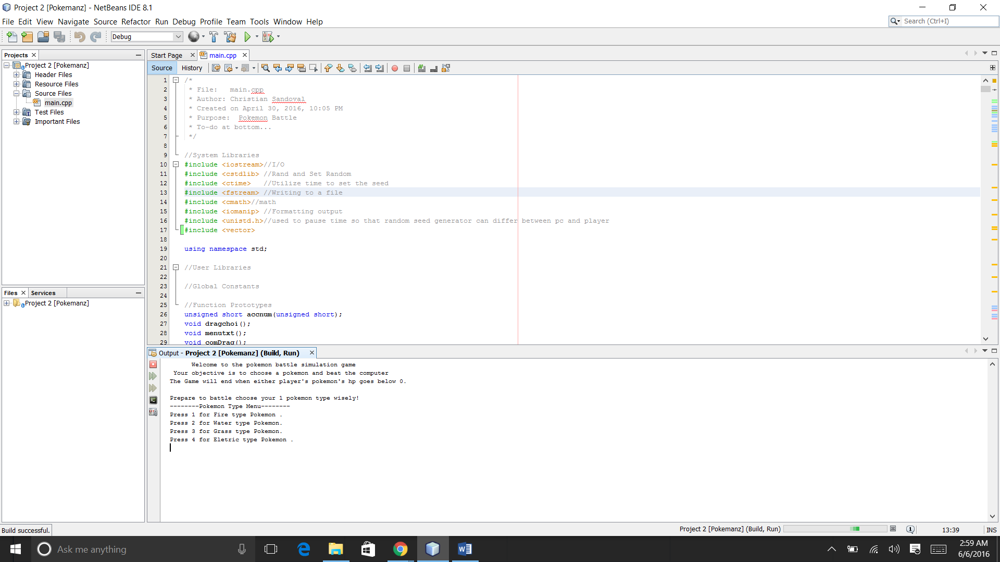 Project 2 [Pokemanz] - NetBeans IDE 8.1
File Edit View Navigate Source Refactor Run Debug Profile Team Tools Window Help
Search (Ctrl+I)
Debug
Projects
Project 2 [Pokemanz]
Header Files
Resource Files
Source Files
main.cpp
Test Files
Important Files
Files Services
Project 2 [Pokemanz]
Start Page main.cpp
Source History
1 /*
2 * File:   main.cpp
3 * Author: Christian Sandoval
4 * Created on April 30, 2016, 10:05 PM
5 * Purpose:  Pokemon Battle
6 * To-do at bottom...
7 */
8
9 //System Libraries
10 #include <iostream>//I/O
11 #include <cstdlib> //Rand and Set Random
12 #include <ctime>   //Utilize time to set the seed
13 #include <fstream> //Writing to a file
14 #include <cmath>//math
15 #include <iomanip> //Formatting output
16 #include <unistd.h>//used to pause time so that random seed generator can differ between pc and player
17 #include <vector>
18
19 using namespace std;
20
21 //User Libraries
22
23 //Global Constants
24
25 //Function Prototypes
26 unsigned short accnum(unsigned short);
27 void dragchoi();
28 void menutxt();
29 void comDrag();
Output - Project 2 [Pokemanz] (Build, Run)
Welcome to the pokemon battle simulation game
Your objective is to choose a pokemon and beat the computer
The Game will end when either player's pokemon's hp goes below 0.
Prepare to battle choose your 1 pokemon type wisely!
--------Pokemon Type Menu--------
Press 1 for Fire type Pokemon .
Press 2 for Water type Pokemon.
Press 3 for Grass type Pokemon.
Press 4 for Eletric type Pokemon .
Build successful.
Project 2 [Pokemanz] (Build, Run)
1
13:39
INS
Ask me anything
2:59 AM
6/6/2016